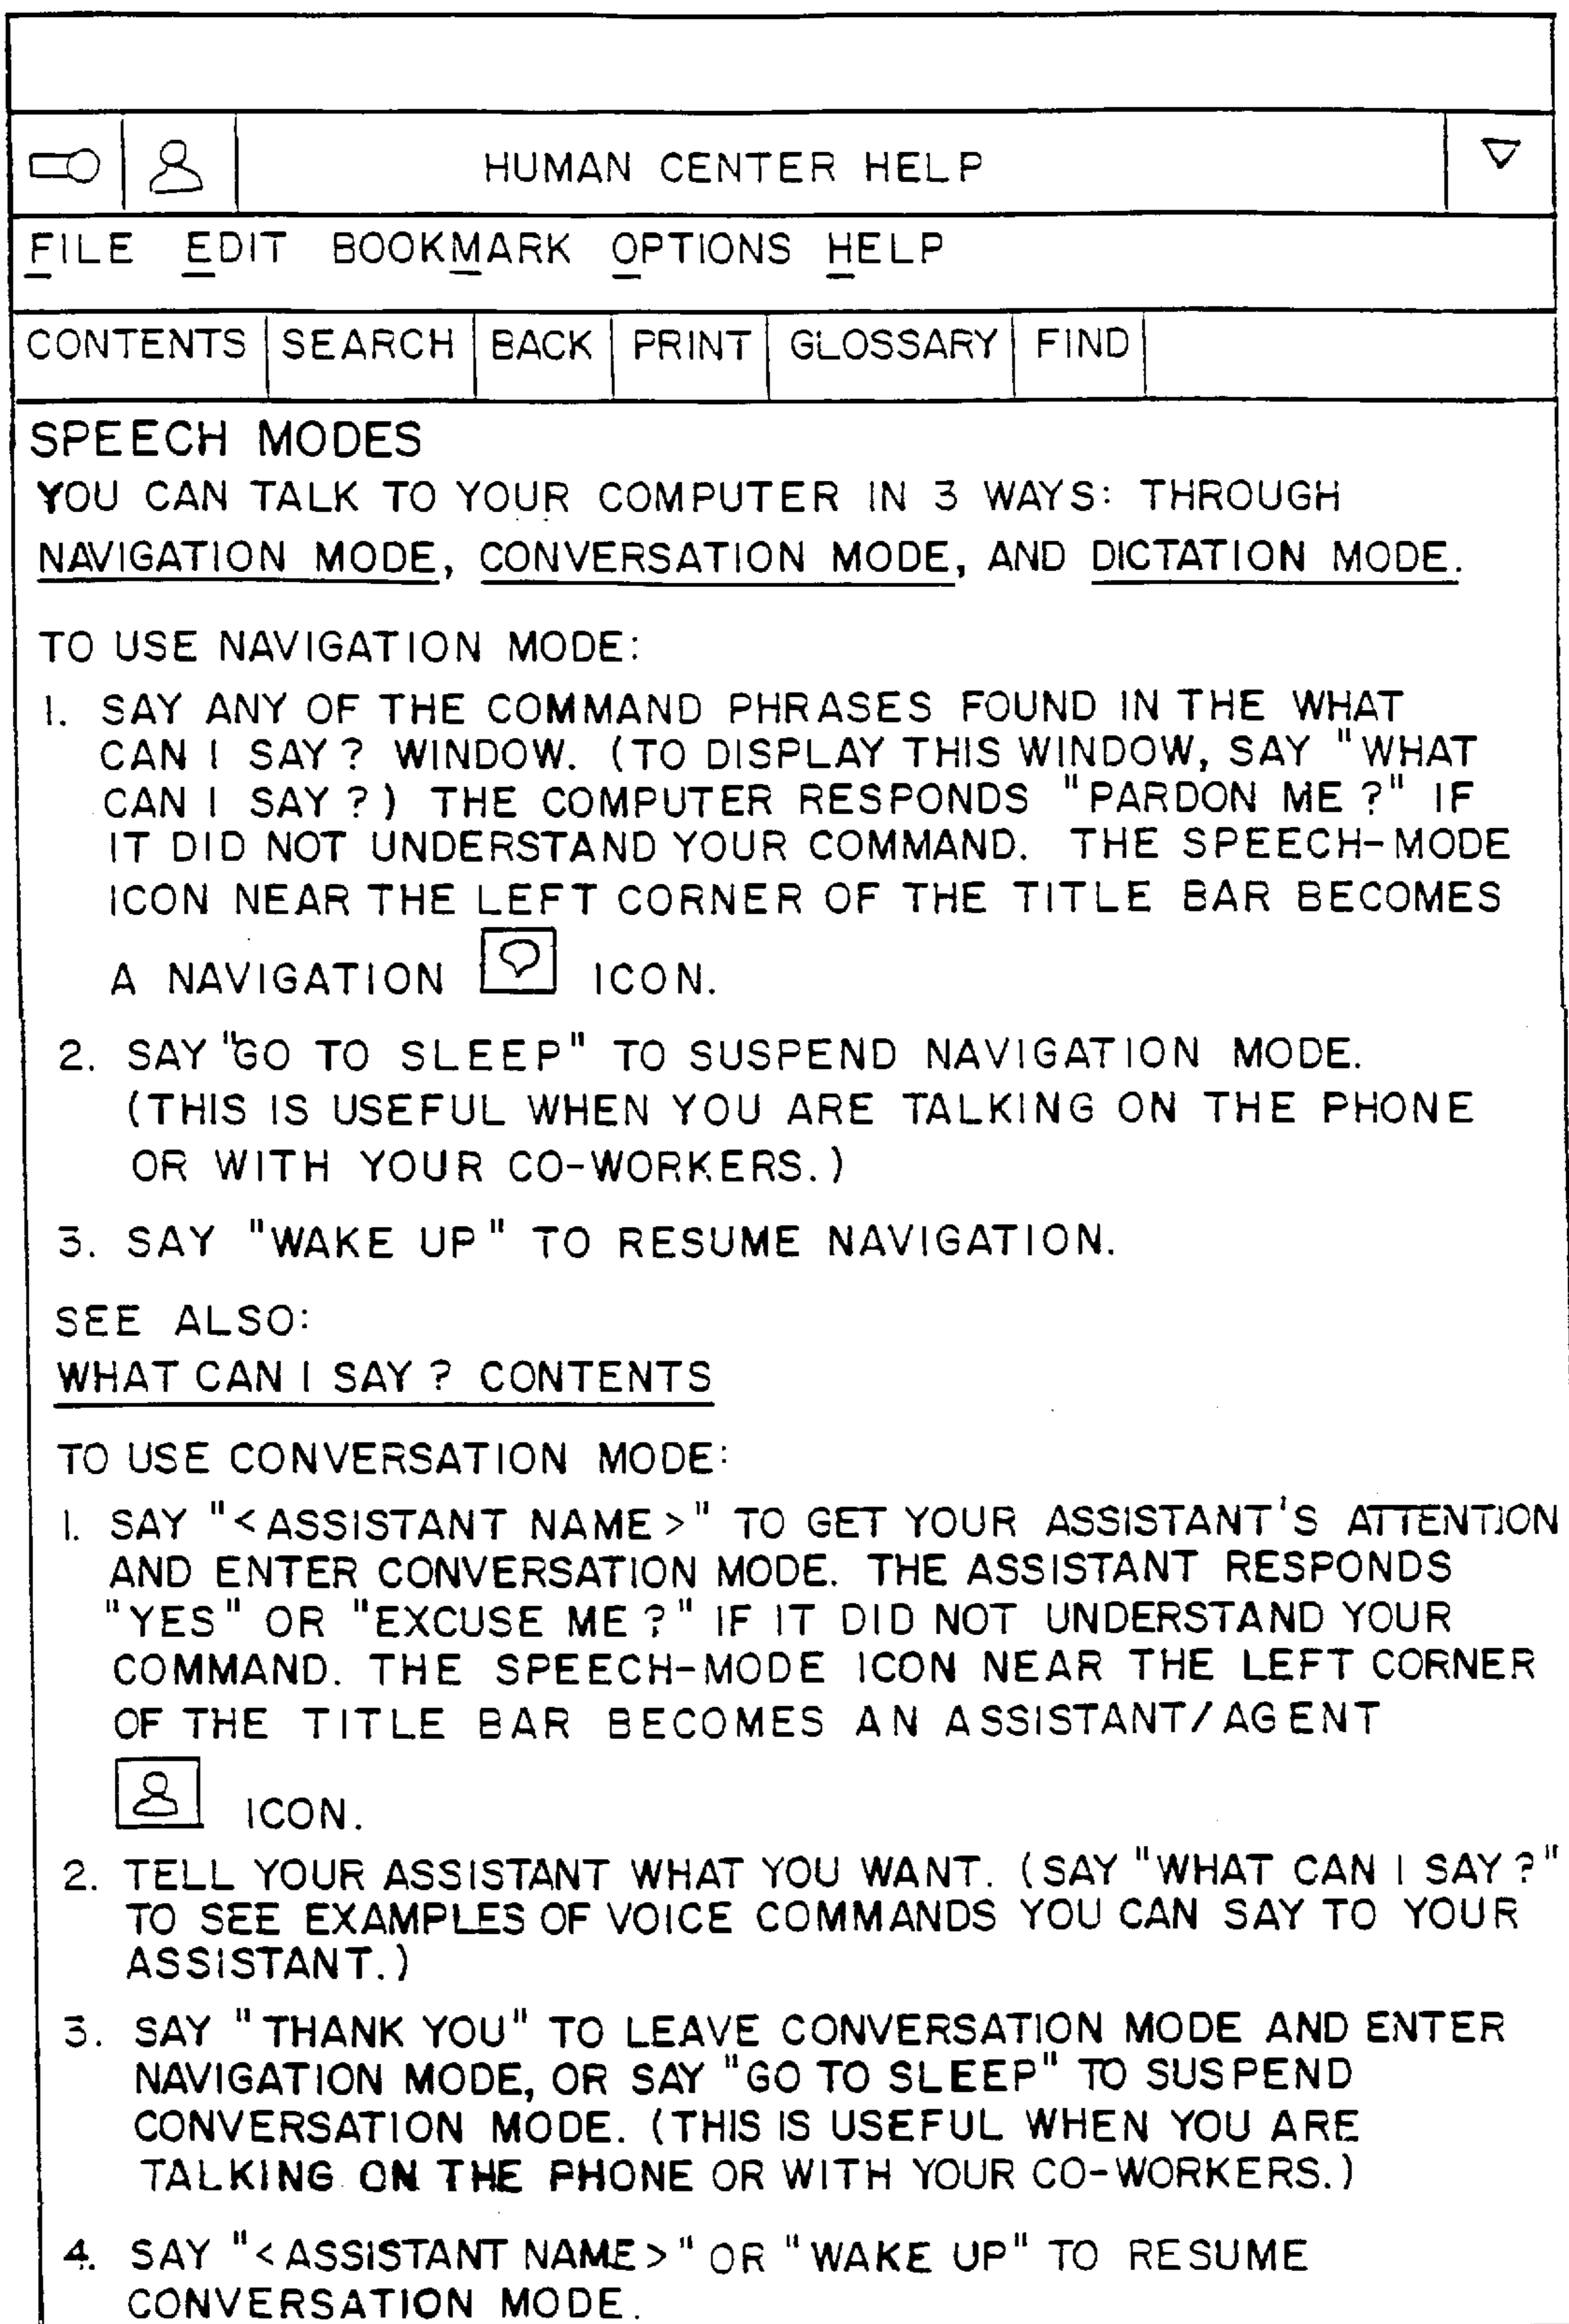 HUMAN CENTER HELP
FILE EDIT BOOKMARK OPTIONS HELP
CONTENTS SEARCH BACK PRINT GLOSSARY FIND
SPEECH MODES
YOU CAN TALK TO YOUR COMPUTER IN 3 WAYS: THROUGH
NAVIGATION MODE, CONVERSATION MODE, AND DICTATION MODE.
TO USE NAVIGATION MODE:
1. SAY ANY OF THE COMMAND PHRASES FOUND IN THE WHAT
CAN I SAY? WINDOW. (TO DISPLAY THIS WINDOW, SAY "WHAT
CAN I SAY?) THE COMPUTER RESPONDS "PARDON ME?" IF
IT DID NOT UNDERSTAND YOUR COMMAND. THE SPEECH-MODE
ICON NEAR THE LEFT CORNER OF THE TITLE BAR BECOMES
A NAVIGATION ICON.
2. SAY "GO TO SLEEP" TO SUSPEND NAVIGATION MODE.
(THIS IS USEFUL WHEN YOU ARE TALKING ON THE PHONE
OR WITH YOUR CO-WORKERS.)
3. SAY "WAKE UP" TO RESUME NAVIGATION.
SEE ALSO:
WHAT CAN I SAY? CONTENTS
TO USE CONVERSATION MODE:
1. SAY "<ASSISTANT NAME>" TO GET YOUR ASSISTANT'S ATTENTION
AND ENTER CONVERSATION MODE. THE ASSISTANT RESPONDS
"YES" OR "EXCUSE ME?" IF IT DID NOT UNDERSTAND YOUR
COMMAND. THE SPEECH-MODE ICON NEAR THE LEFT CORNER
OF THE TITLE BAR BECOMES AN ASSISTANT/AGENT
ICON.
2. TELL YOUR ASSISTANT WHAT YOU WANT. (SAY "WHAT CAN I SAY?"
TO SEE EXAMPLES OF VOICE COMMANDS YOU CAN SAY TO YOUR
ASSISTANT.)
3. SAY "THANK YOU" TO LEAVE CONVERSATION MODE AND ENTER
NAVIGATION MODE, OR SAY "GO TO SLEEP" TO SUSPEND
CONVERSATION MODE. (THIS IS USEFUL WHEN YOU ARE
TALKING ON THE PHONE OR WITH YOUR CO-WORKERS.)
4. SAY "<ASSISTANT NAME>" OR "WAKE UP" TO RESUME
CONVERSATION MODE.